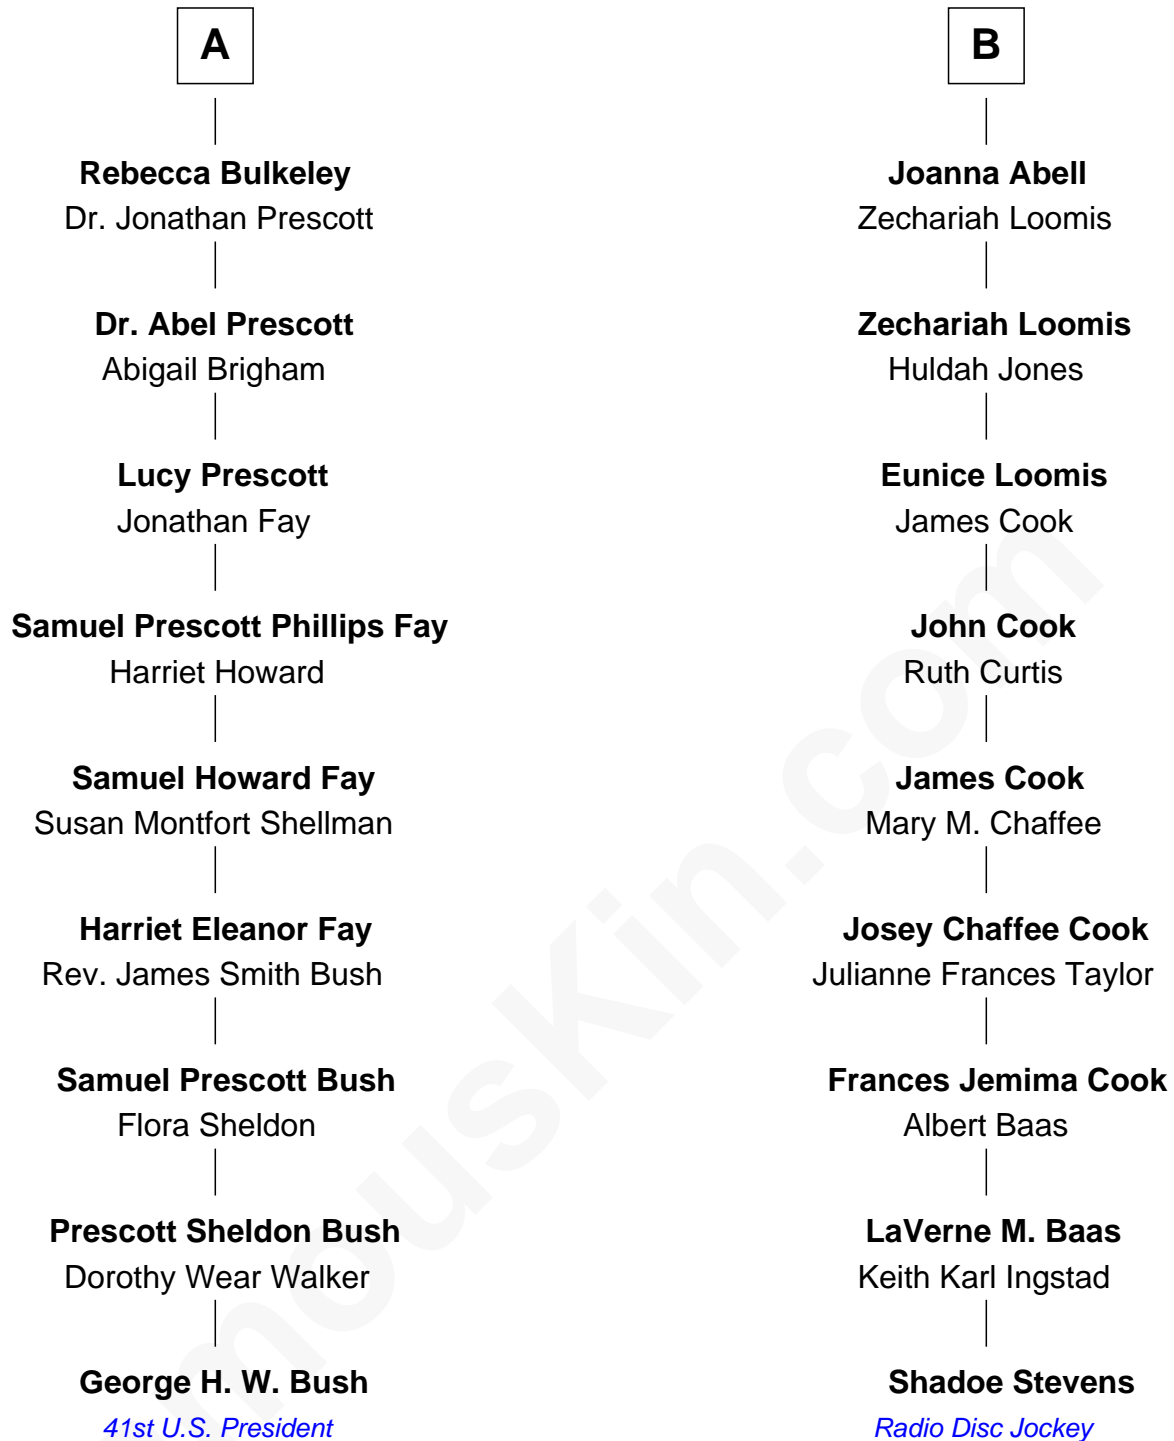 A
Rebecca Bulkeley
Dr. Jonathan Prescott
Dr. Abel Prescott
Abigail Brigham
Lucy Prescott
Jonathan Fay
Samuel Prescott Phillips Fay
Harriet Howard
Samuel Howard Fay
Susan Montfort Shellman
Harriet Eleanor Fay
Rev. James Smith Bush
Samuel Prescott Bush
Flora Sheldon
Prescott Sheldon Bush
Dorothy Wear Walker
George H. W. Bush
41st U.S. President
B
Joanna Abell
Zechariah Loomis
Zechariah Loomis
Huldah Jones
Eunice Loomis
James Cook
John Cook
Ruth Curtis
James Cook
Mary M. Chaffee
Josey Chaffee Cook
Julianne Frances Taylor
Frances Jemima Cook
Albert Baas
LaVerne M. Baas
Keith Karl Ingstad
Shadoe Stevens
Radio Disc Jockey
mousKin.com